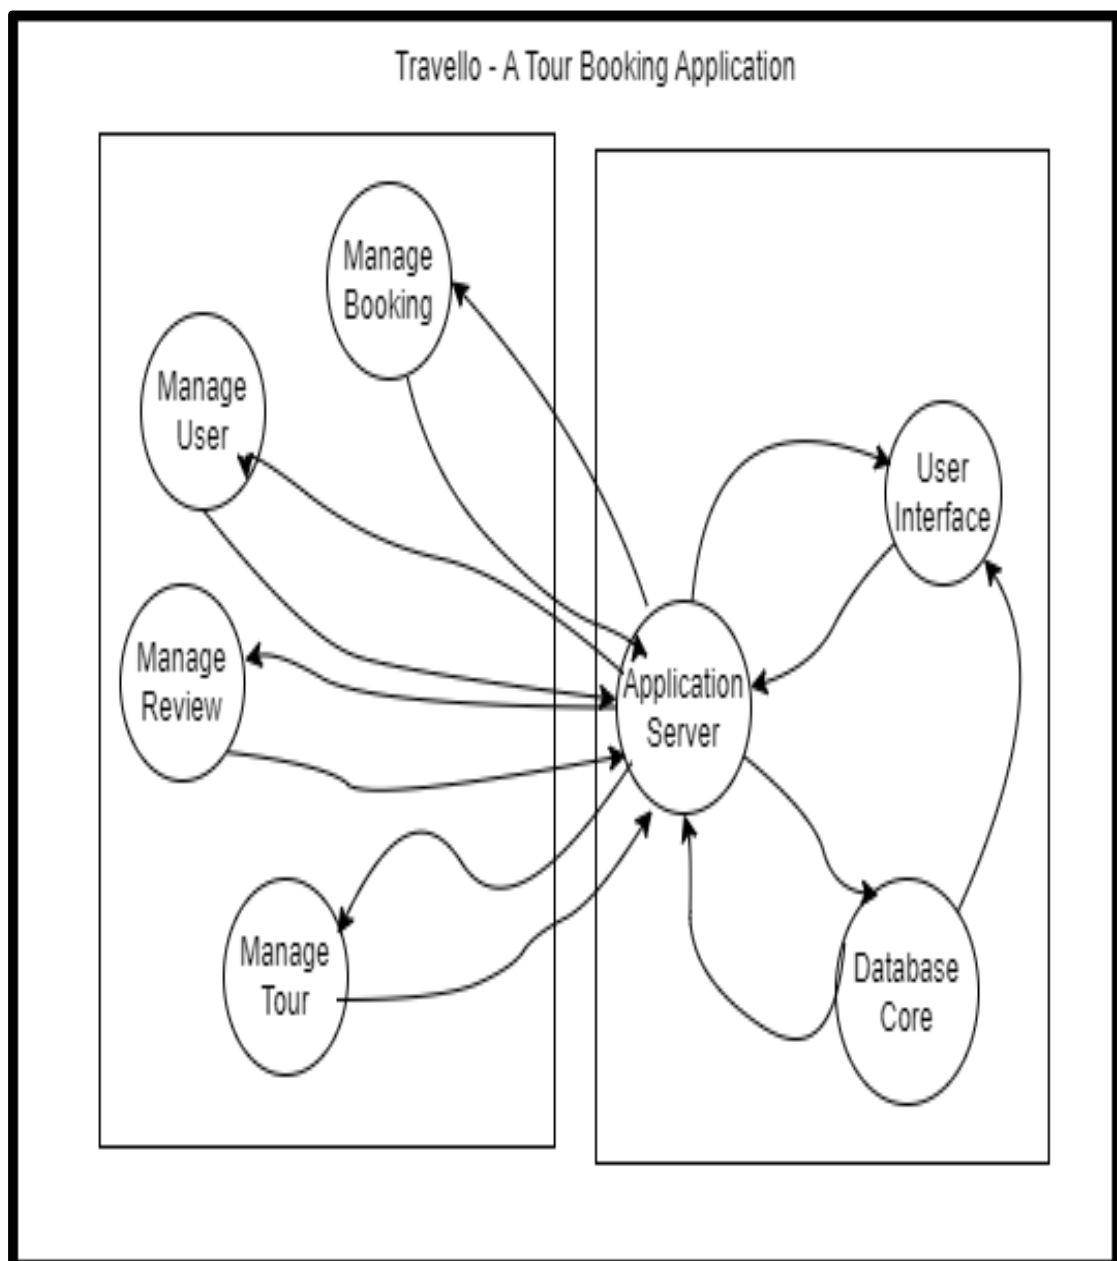 Travello - A Tour Booking Application
Manage
Booking
Manage
User
Manage
Review
Manage
Tour
User
Interface
Application
Server
Database
Core